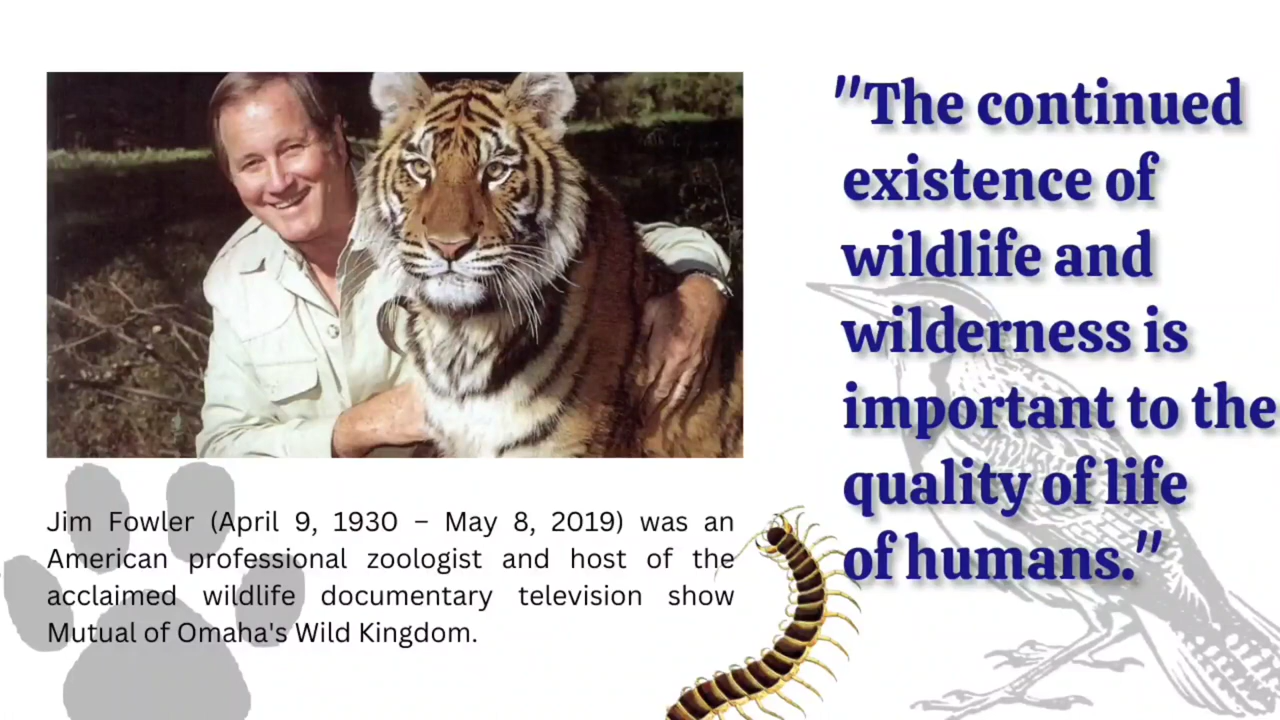 "The continued
existence of
wildlife and
wilderness is
important to the
quality of life
of humans."
Jim Fowler (April 9, 1930 – May 8, 2019) was an
American professional zoologist and host of the
acclaimed wildlife documentary television show
Mutual of Omaha's Wild Kingdom.